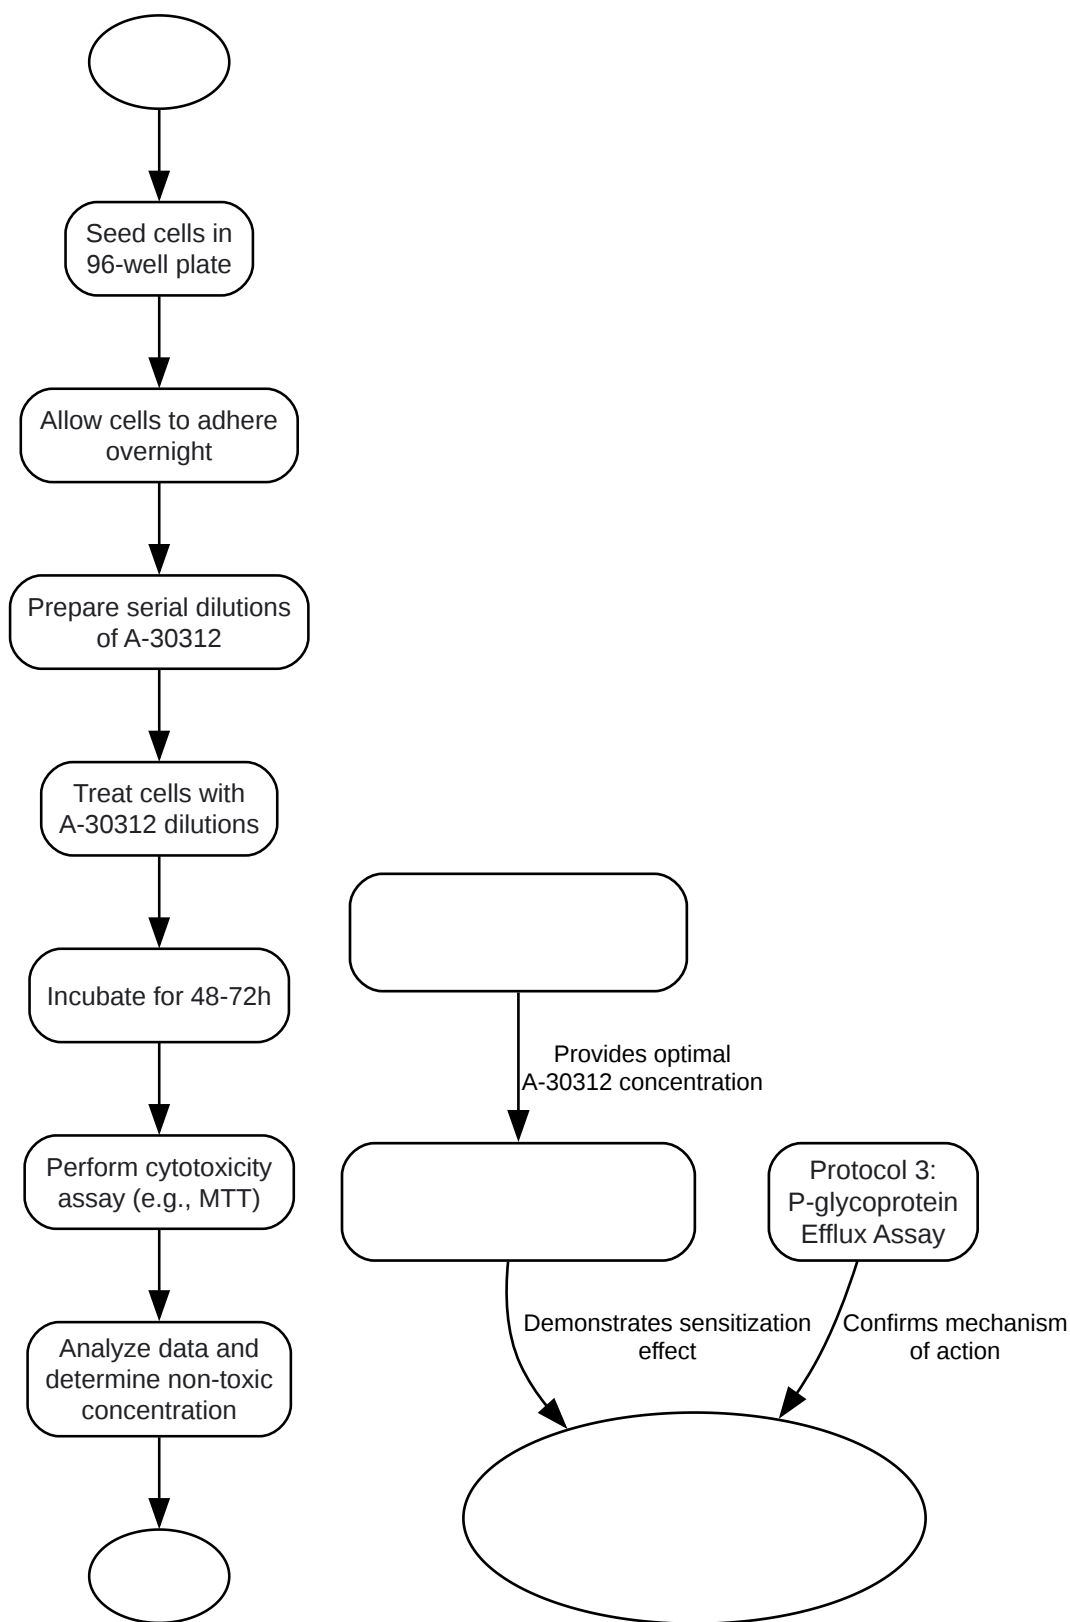 Seed cells in
96-well plate
Allow cells to adhere
overnight
Prepare serial dilutions
of A-30312
Treat cells with
A-30312 dilutions
Incubate for 48-72h
Perform cytotoxicity
assay (e.g., MTT)
Analyze data and
determine non-toxic
concentration
Provides optimal
A-30312 concentration
Protocol 3:
P-glycoprotein
Efflux Assay
Demonstrates sensitization
effect
Confirms mechanism
of action